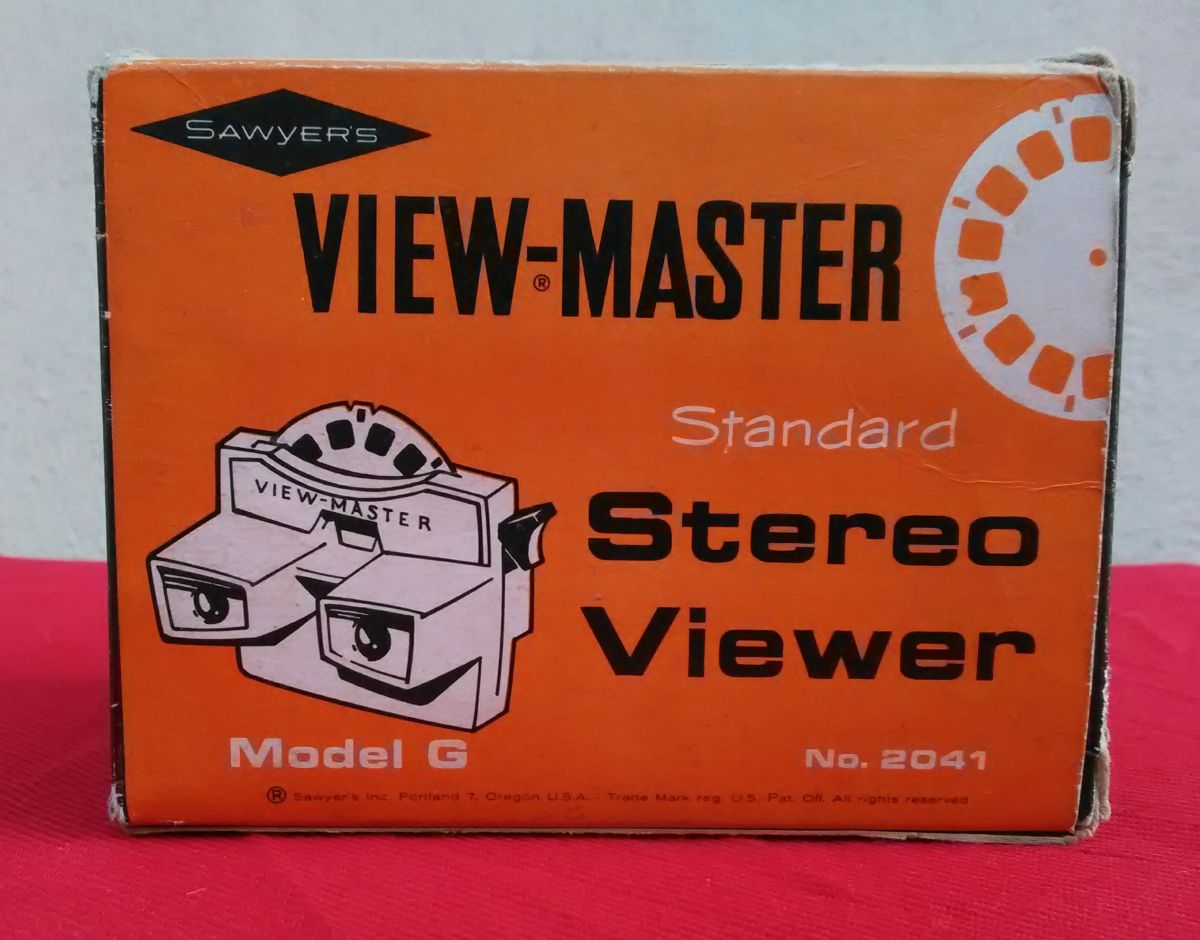 SAWYER'S
VIEW-MASTER
®
Standard
VIEW-MASTER
Stereo
Viewer
Model G
No. 2041
® Sawyer's Inc. Portland 7, Oregon U.S.A. - Trade Mark reg. U.S. Pat. Off. All rights reserved